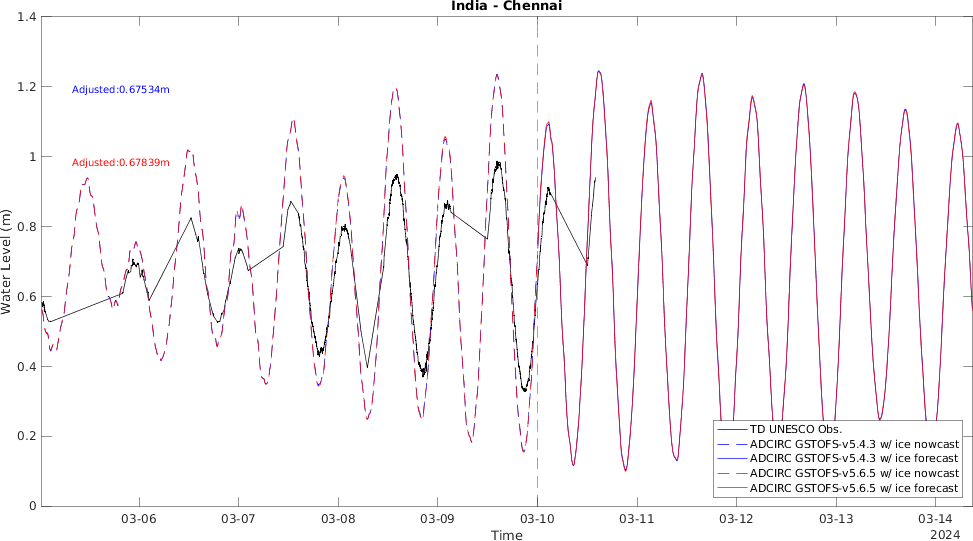 India - Chennai
1.4
1.2
1
0.8
0.6
0.4
0.2
0
Water Level (m)
Adjusted:0.67534m
Adjusted:0.67839m
TD UNESCO Obs.
ADCIRC GSTOFS-v5.4.3 w/ ice nowcast
ADCIRC GSTOFS-v5.4.3 w/ ice forecast
ADCIRC GSTOFS-v5.6.5 w/ ice nowcast
ADCIRC GSTOFS-v5.6.5 w/ ice forecast
03-06 03-07 03-08 03-09 03-10 03-11 03-12 03-13 03-14
Time
2024